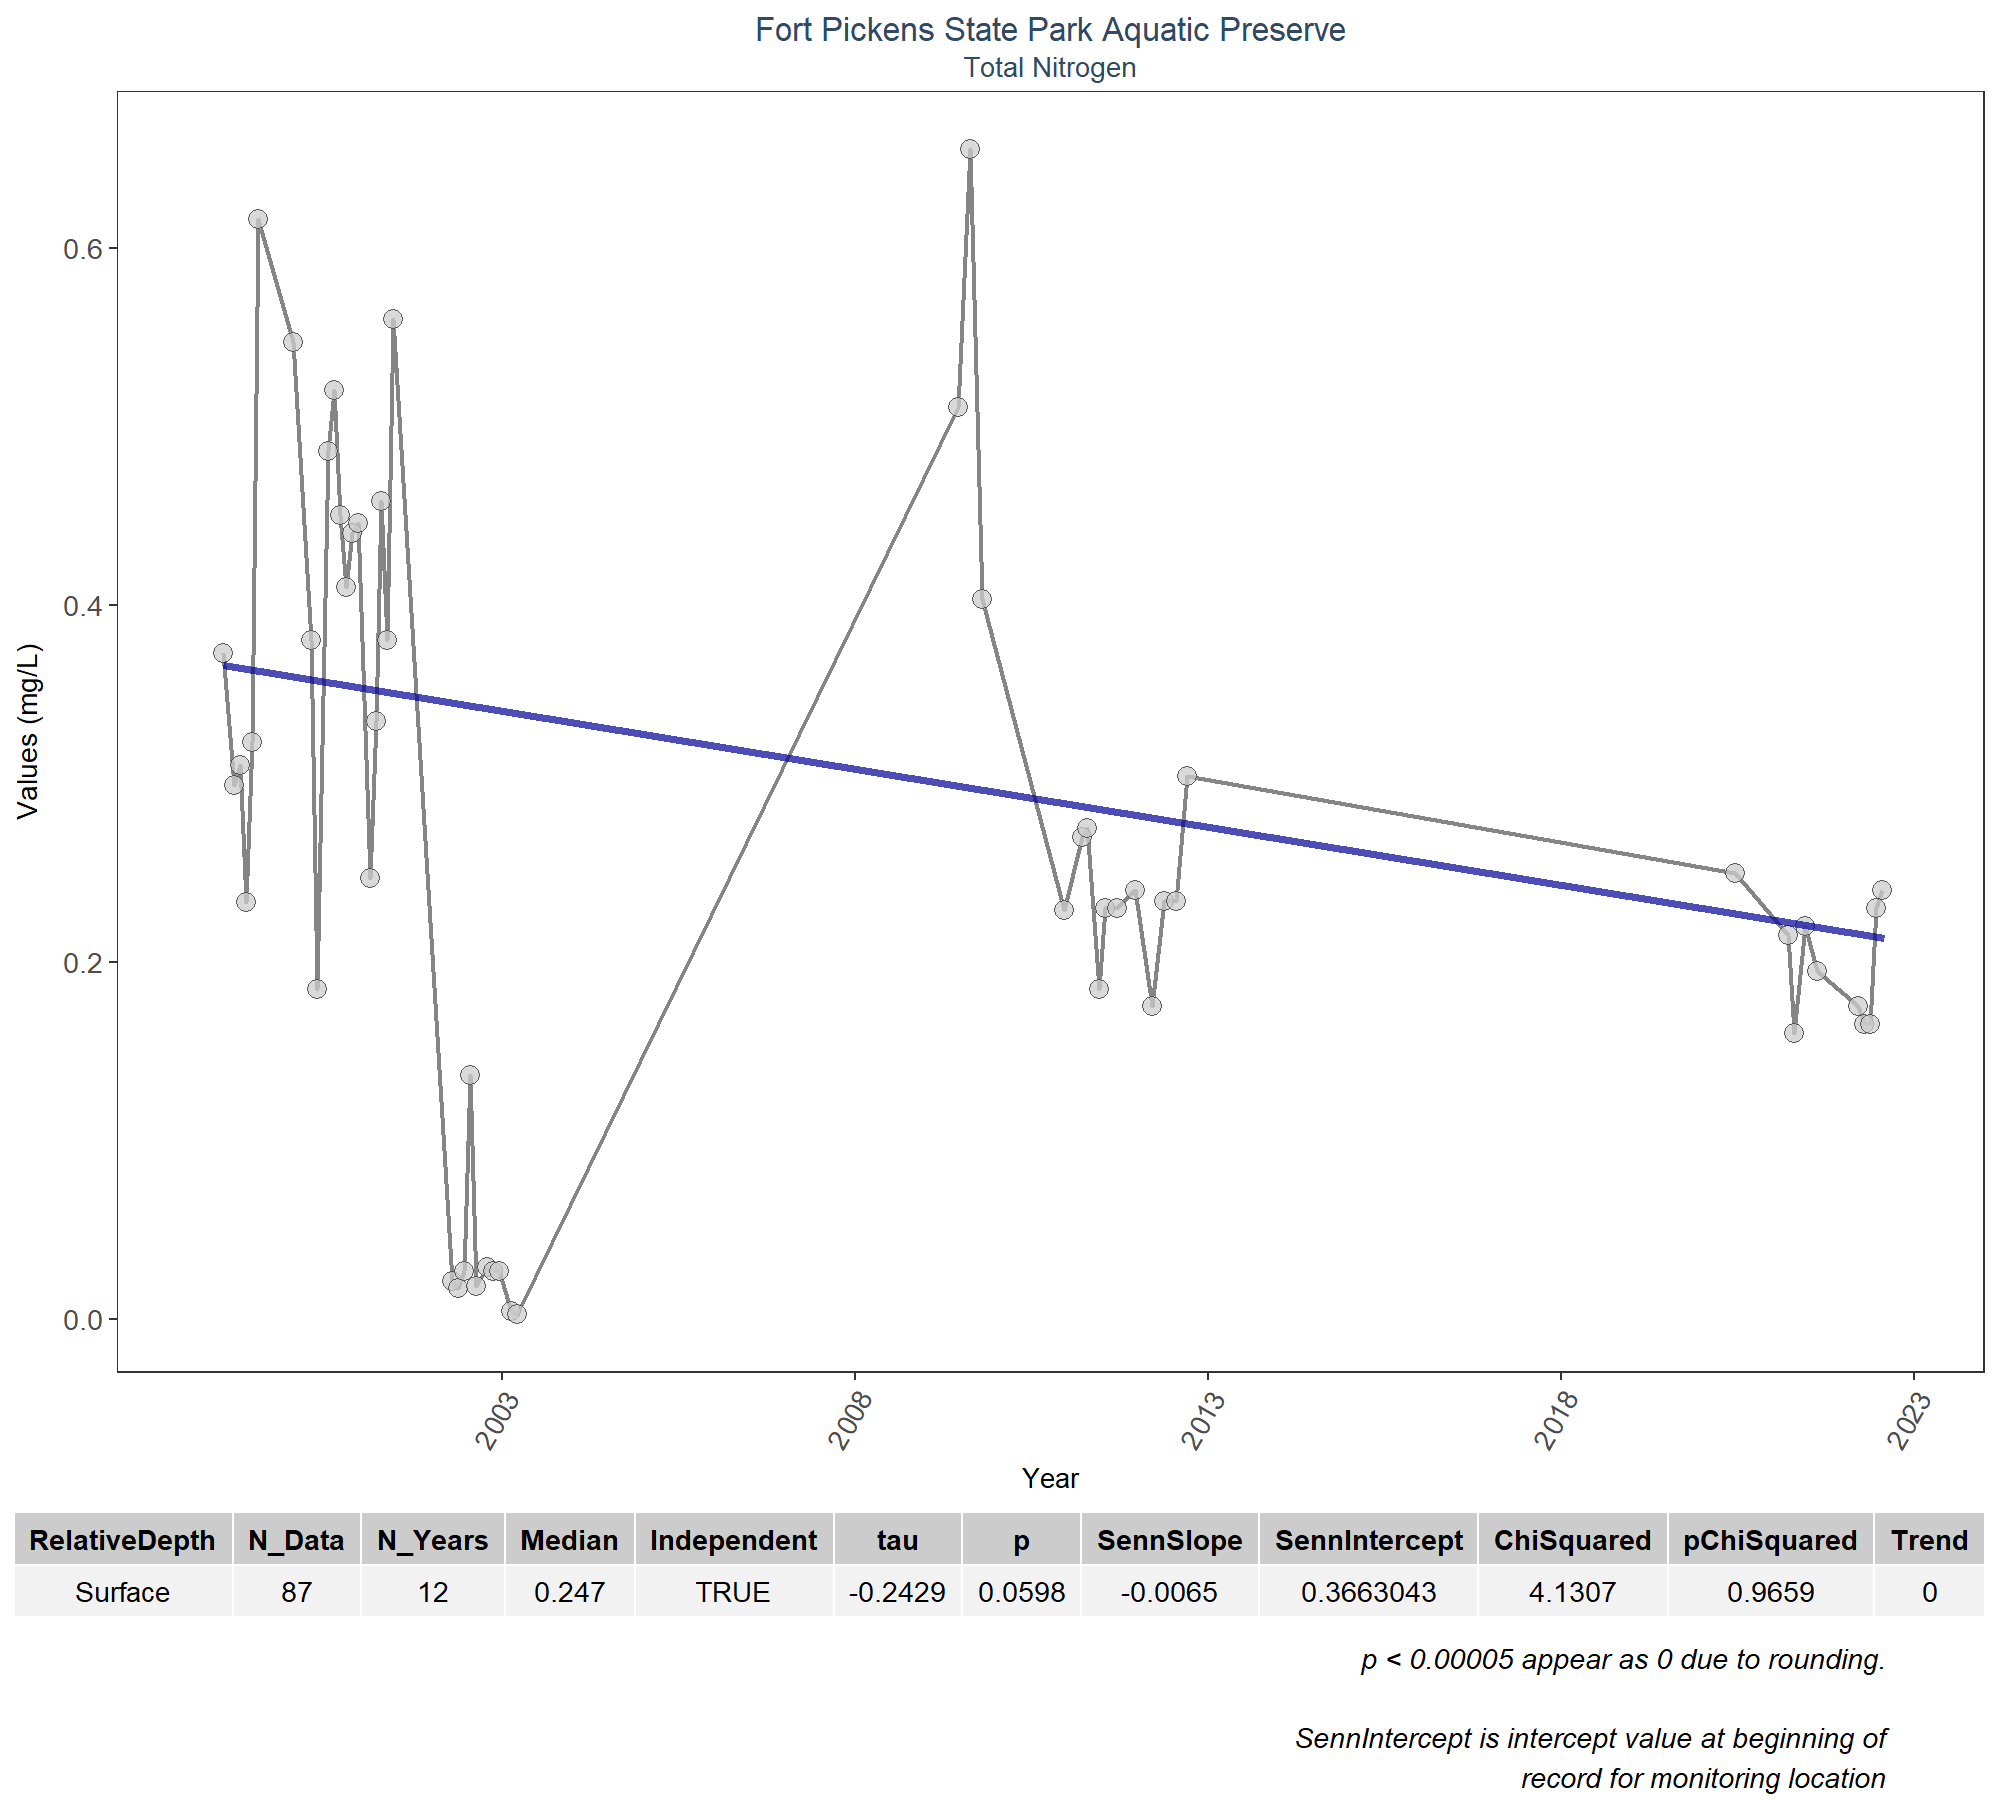 Fort Pickens State Park Aquatic Preserve
Total Nitrogen
Values (mg/L)
0.6
0.4
0.2
0.0
2003 2008 2013 2018 2023
Year
RelativeDepth N_Data N_Years Median Independent tau p SennSlope SennIntercept ChiSquared pChiSquared Trend
Surface 87 12 0.247 TRUE -0.2429 0.0598 -0.0065 0.3663043 4.1307 0.9659 0
p < 0.00005 appear as 0 due to rounding.
SennIntercept is intercept value at beginning of
record for monitoring location